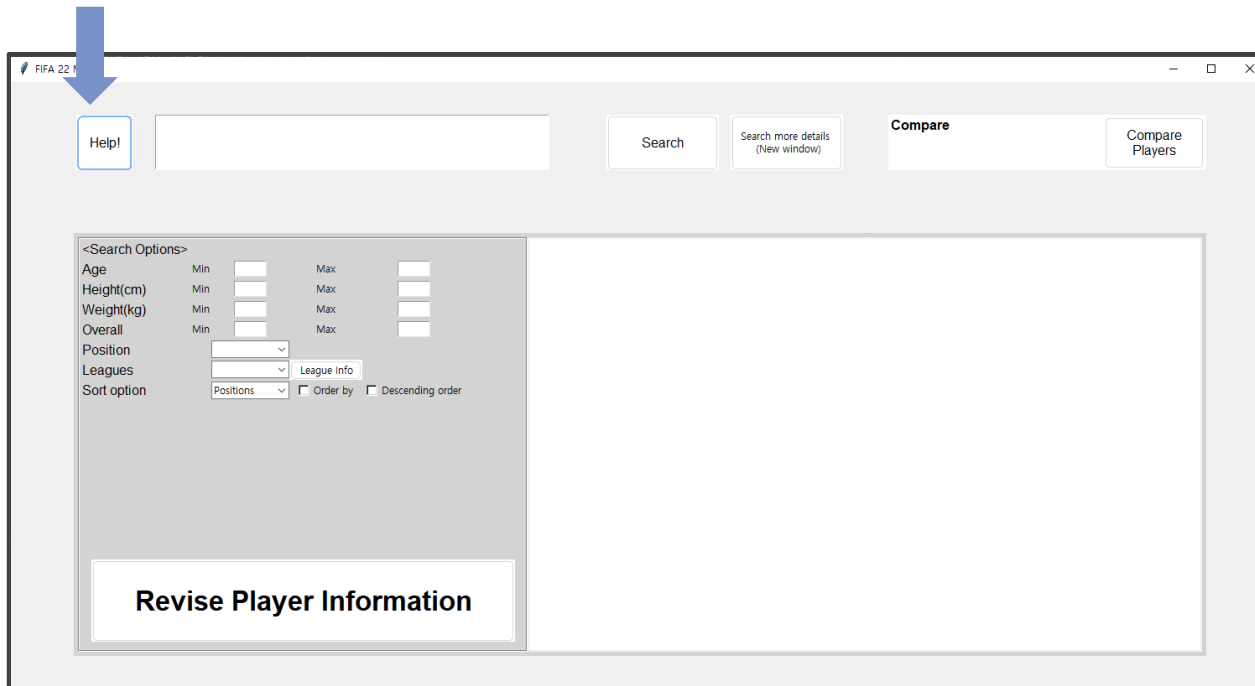 FIFA 22
Help!
Search
Search more details
(New window)
Compare
Compare
Players
<Search Options>
Age Min Max
Height(cm) Min Max
Weight(kg) Min Max
Overall Min Max
Position
Leagues League Info
Sort option Positions Order by Descending order
Revise Player Information